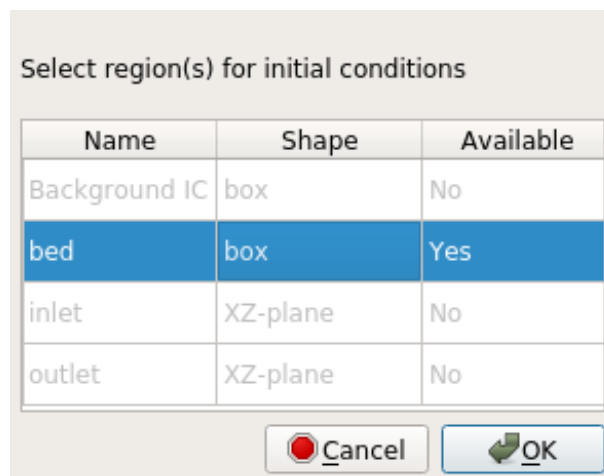 Select region(s) for initial conditions
Name Shape Available
Background IC box No
bed box Yes
inlet XZ-plane No
outlet XZ-plane No
Cancel OK